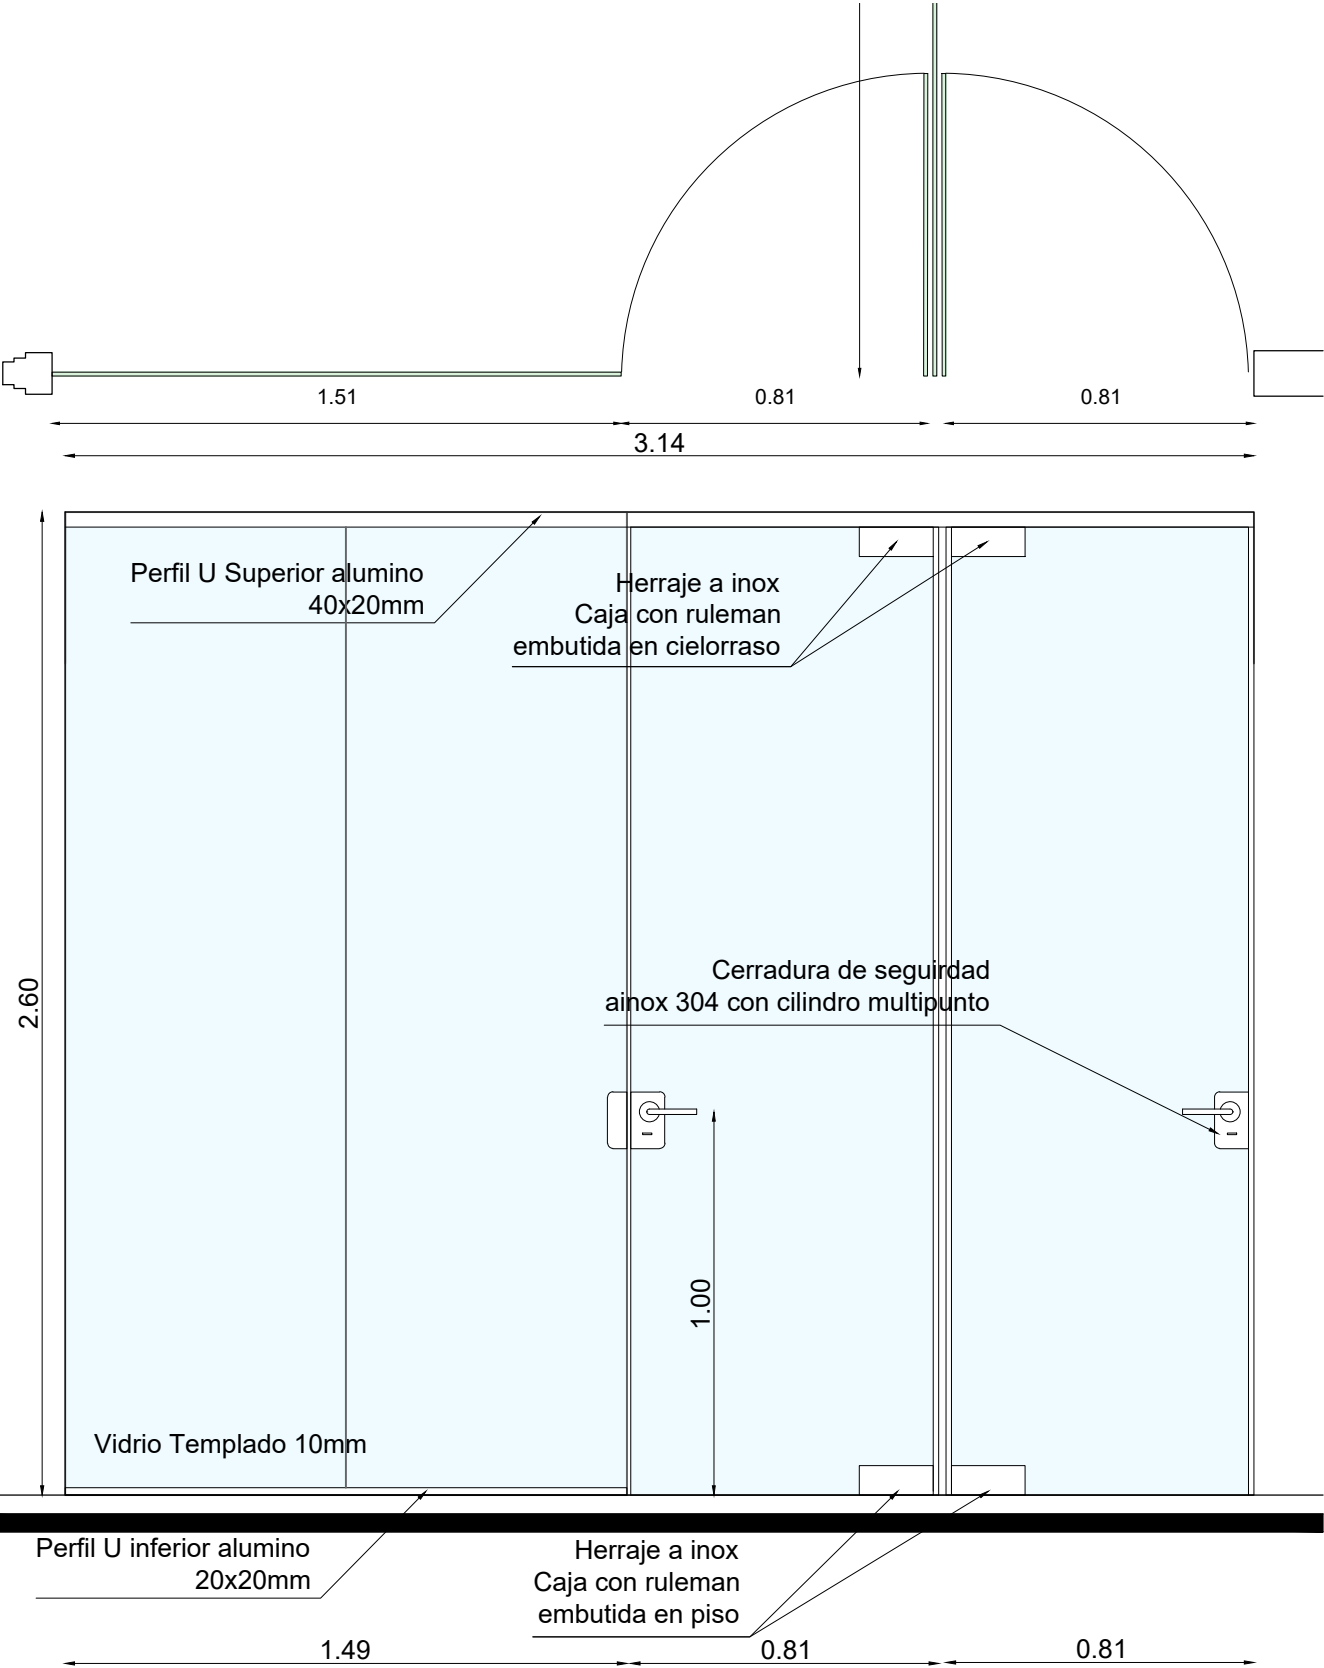 1.51
0.81
0.81
3.14
Perfil U Superior alumino
40x20mm
Herraje a inox
Caja con ruleman
embutida en cielorraso
2.60
Cerradura de seguirdad
ainox 304 con cilindro multipunto
1.00
Vidrio Templado 10mm
Perfil U inferior alumino
20x20mm
Herraje a inox
Caja con ruleman
embutida en piso
1.49
0.81
0.81